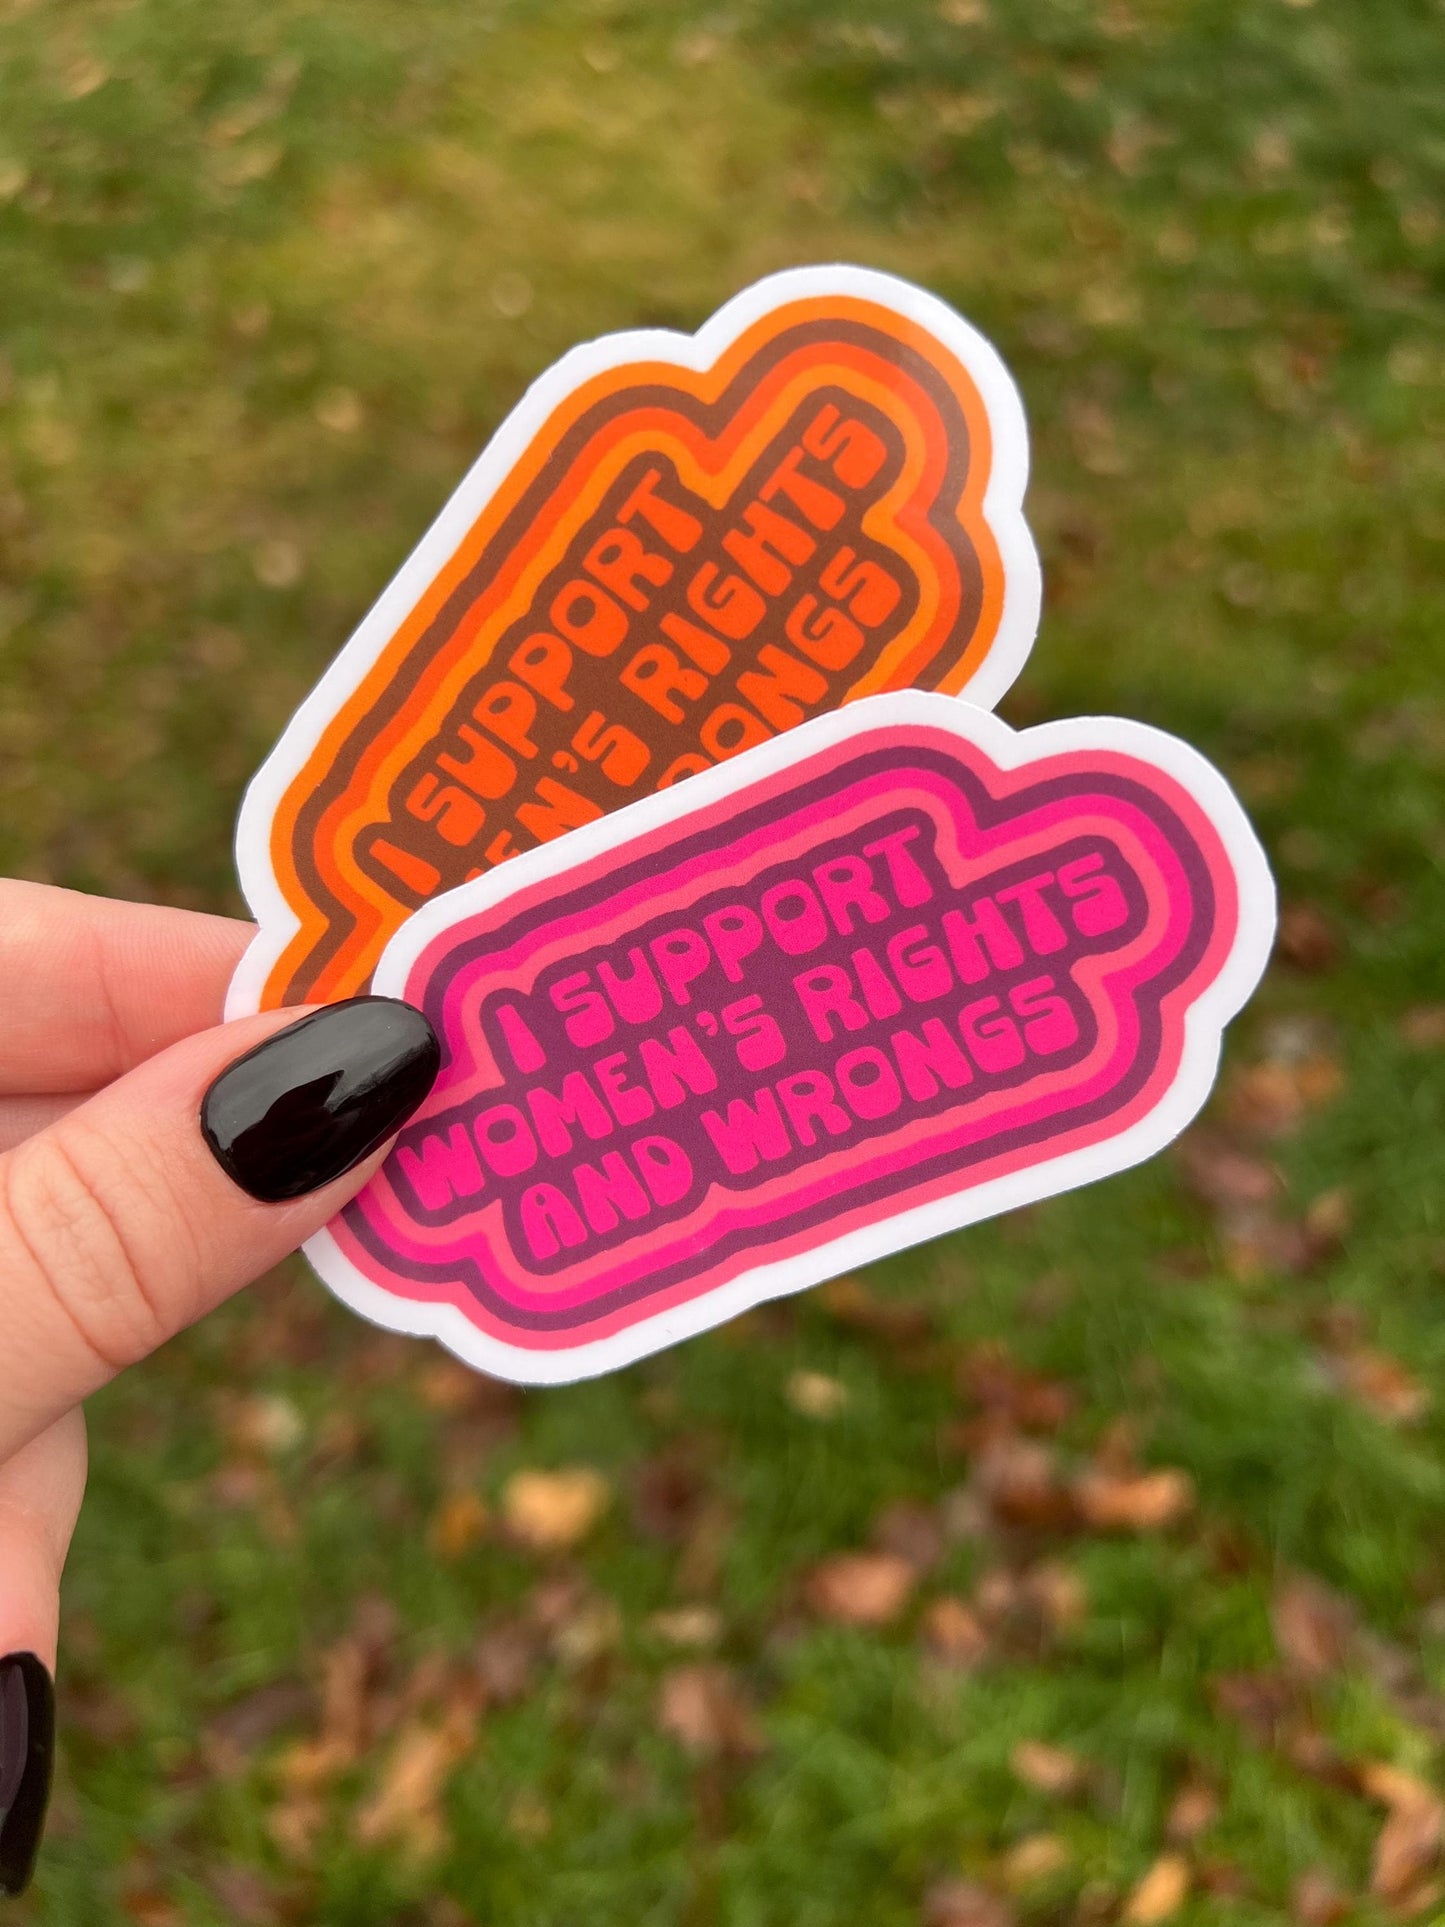 I SUPPORT
RIGHTS
I SUPPORT
WOMEN'S RIGHTS
AND WRONGS